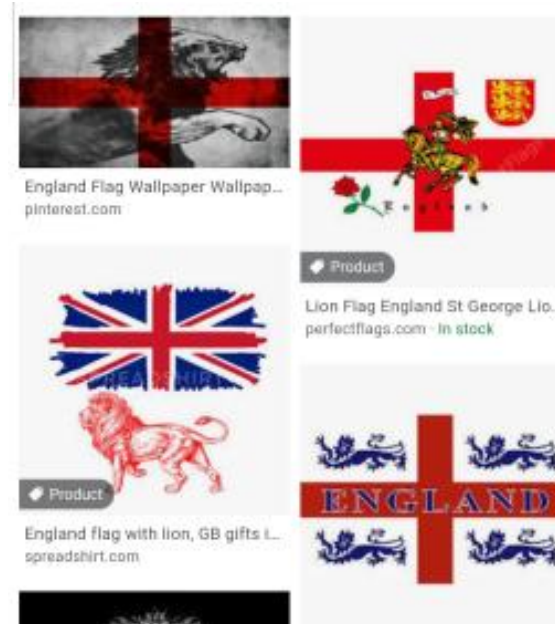 England Flag Wallpaper Wallpap...
pinterest.com
England
Product
Lion Flag England St George Lio.
perfectflags.com · In stock
Product
England flag with lion, GB gifts i...
spreadshirt.com
ENGLAND